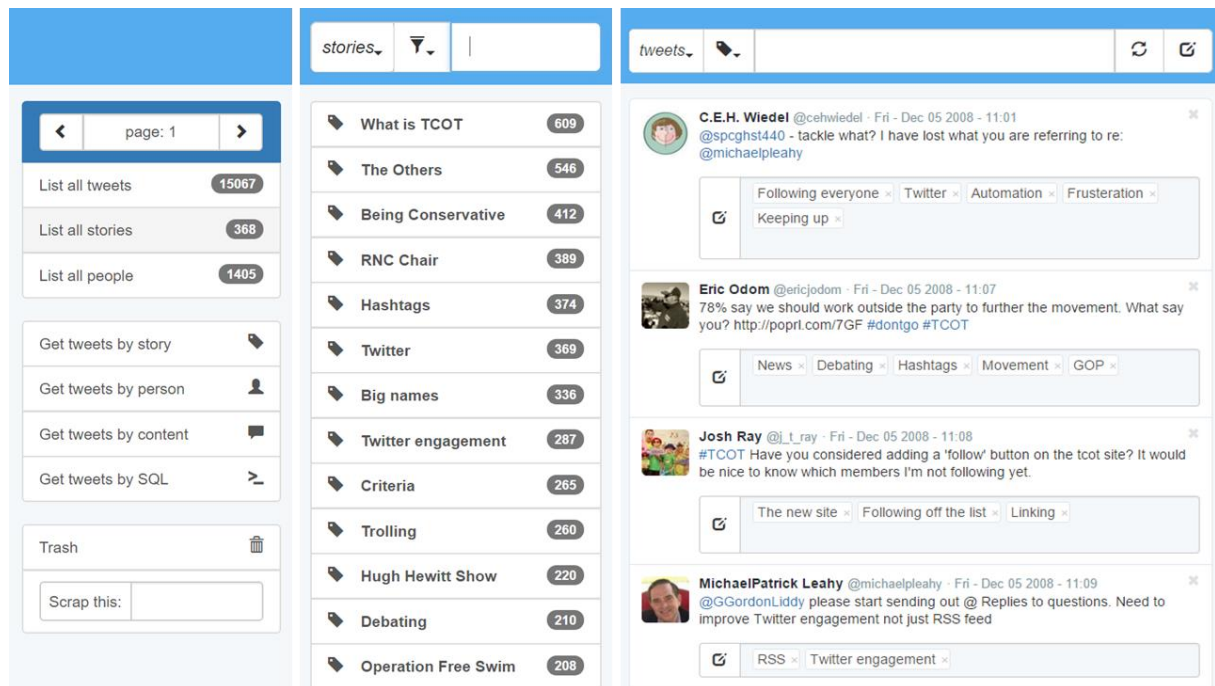 page: 1
List all tweets 15067
List all stories 368
List all people 1405
Get tweets by story
Get tweets by person
Get tweets by content
Get tweets by SQL
Trash
Scrap this:
stories
What is TCOT 609
The Others 546
Being Conservative 412
RNC Chair 389
Hashtags 374
Twitter 369
Big names 336
Twitter engagement 287
Criteria 265
Trolling 260
Hugh Hewitt Show 220
Debating 210
Operation Free Swim 208
tweets
C.E.H. Wiedel @cehwiedel · Fri - Dec 05 2008 - 11:01
@spcghst440 - tackle what? I have lost what you are referring to re:
@michaelpleahy
Following everyone × Twitter × Automation × Frusteration ×
Keeping up ×
Eric Odom @ericjodom · Fri - Dec 05 2008 - 11:07
78% say we should work outside the party to further the movement. What say
you? http://poprl.com/7GF #dontgo #TCOT
News × Debating × Hashtags × Movement × GOP ×
Josh Ray @j_t_ray · Fri - Dec 05 2008 - 11:08
#TCOT Have you considered adding a 'follow' button on the tcot site? It would
be nice to know which members I'm not following yet.
The new site × Following off the list × Linking ×
MichaelPatrick Leahy @michaelpleahy · Fri - Dec 05 2008 - 11:09
@GGordonLiddy please start sending out @ Replies to questions. Need to
improve Twitter engagement not just RSS feed
RSS × Twitter engagement ×